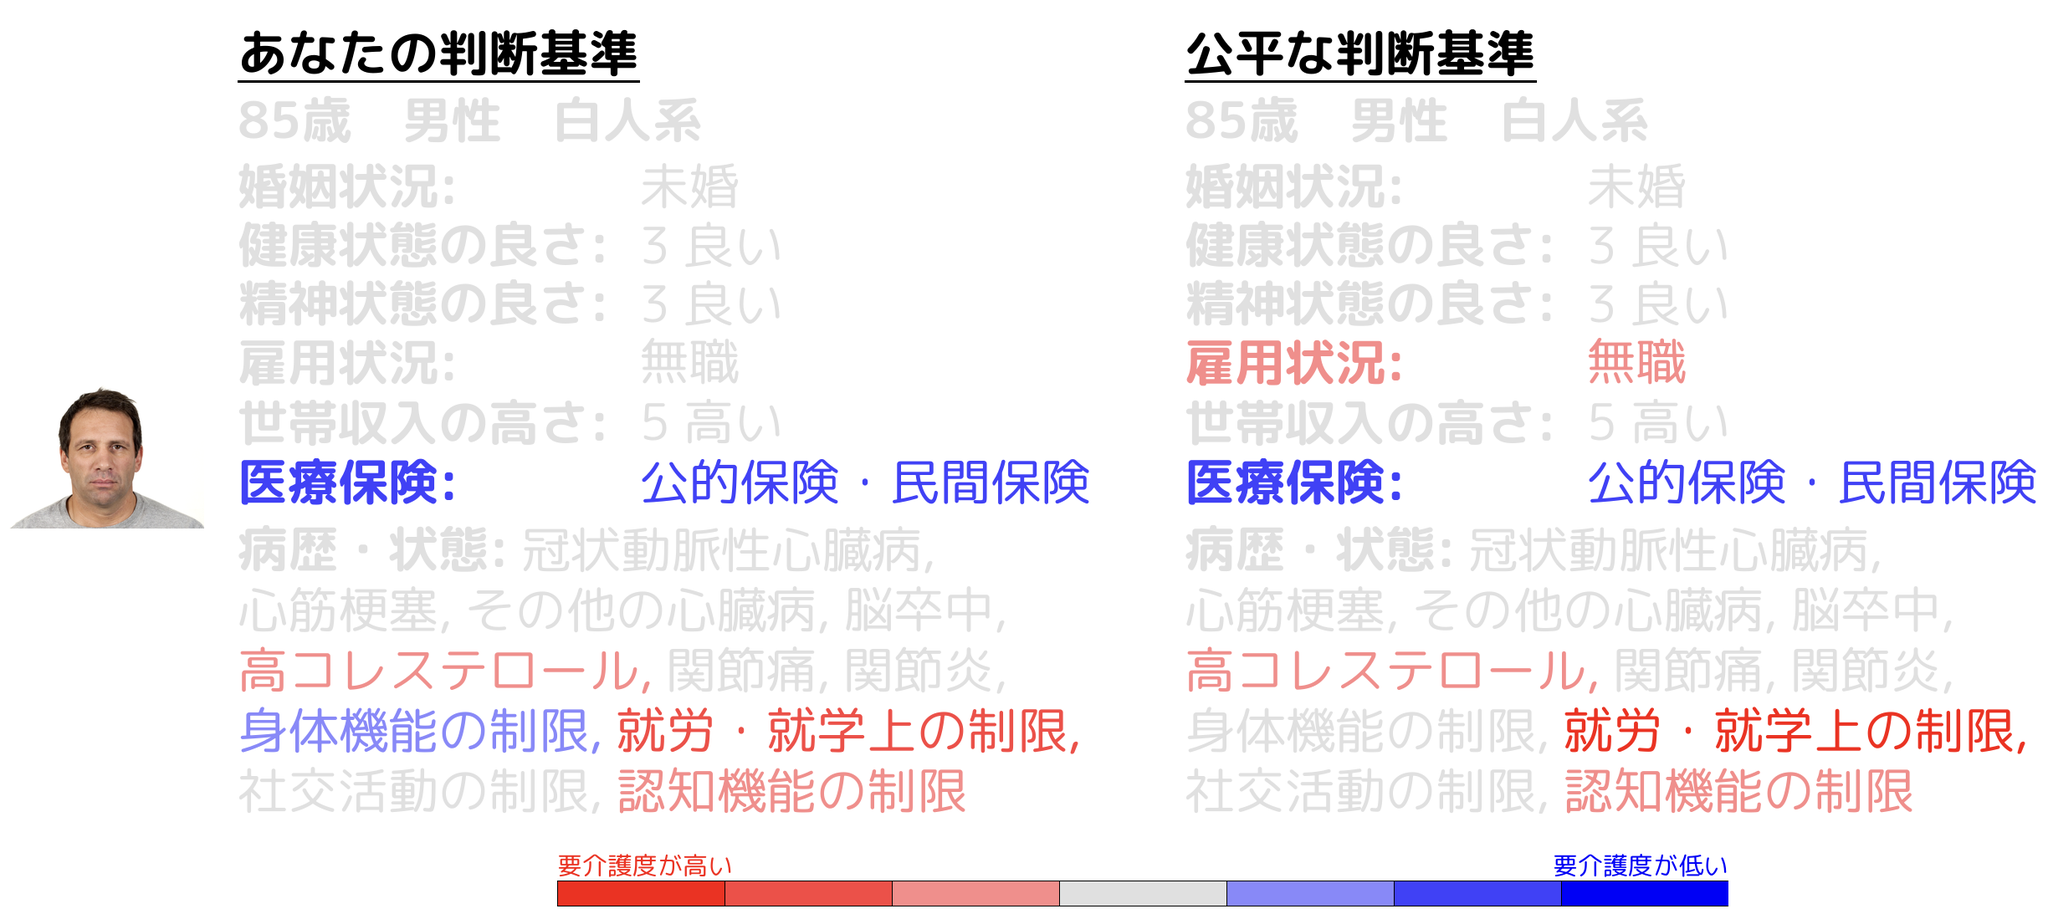 あなたの判断基準
85歳　男性　白人系
婚姻状況: 未婚
健康状態の良さ: 3 良い
精神状態の良さ: 3 良い
雇用状況: 無職
世帯収入の高さ: 5 高い
医療保険: 公的保険・民間保険
病歴・状態: 冠状動脈性心臓病,
心筋梗塞, その他の心臓病, 脳卒中,
高コレステロール, 関節痛, 関節炎,
身体機能の制限, 就労・就学上の制限,
社交活動の制限, 認知機能の制限
公平な判断基準
85歳　男性　白人系
婚姻状況: 未婚
健康状態の良さ: 3 良い
精神状態の良さ: 3 良い
雇用状況: 無職
世帯収入の高さ: 5 高い
医療保険: 公的保険・民間保険
病歴・状態: 冠状動脈性心臓病,
心筋梗塞, その他の心臓病, 脳卒中,
高コレステロール, 関節痛, 関節炎,
身体機能の制限, 就労・就学上の制限,
社交活動の制限, 認知機能の制限
要介護度が高い
要介護度が低い